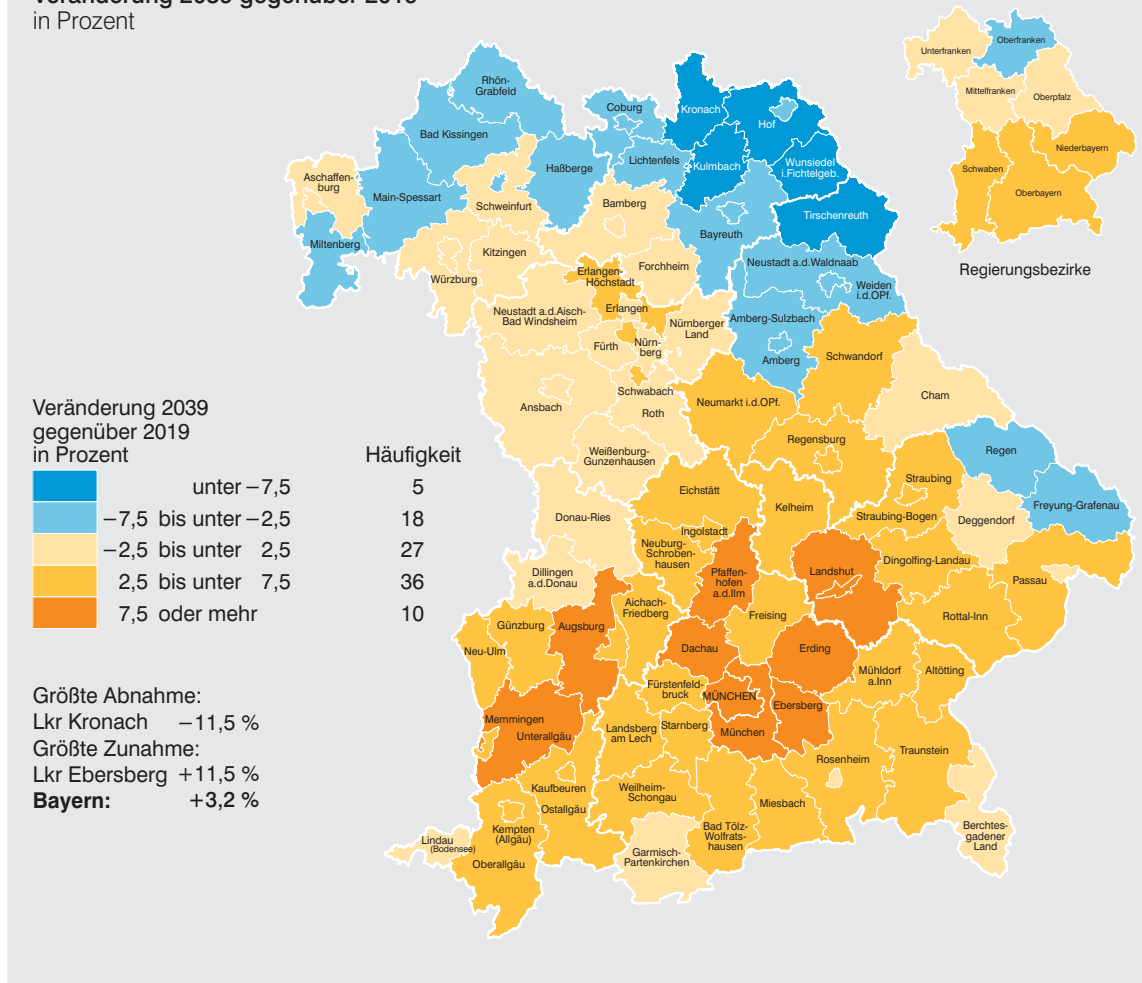 in Prozent
Unterfranken
Oberfranken
Mittelfranken
Oberpfalz
Niederbayern
Schwaben
Oberbayern
Regierungsbezirke
Rhön-
Grabfeld
Bad Kissingen
Coburg
Kronach
Hof
Lichtenfels
Kulmbach
Wunsiedel
i.Fichtelgeb.
Haßberge
Aschaffen-
burg
Main-Spessart
Schweinfurt
Bamberg
Tirschenreuth
Miltenberg
Bayreuth
Würzburg
Kitzingen
Forchheim
Neustadt a.d.Waldnaab
Weiden
i.d.OPf.
Erlangen-
Höchstadt
Erlangen
Neustadt a.d.Aisch-
Bad Windsheim
Nürnberger
Land
Amberg-Sulzbach
Amberg
Fürth
Nürn-
berg
Schwandorf
Schwabach
Ansbach
Roth
Neumarkt i.d.OPf.
Cham
Weißenburg-
Gunzenhausen
Regensburg
Regen
Eichstätt
Straubing
Freyung-Grafenau
Donau-Ries
Kelheim
Straubing-Bogen
Deggendorf
Ingolstadt
Neuburg-
Schroben-
hausen
Dingolfing-Landau
Dillingen
a.d.Donau
Pfaffen-
hofen
a.d.Ilm
Landshut
Passau
Aichach-
Friedberg
Freising
Rottal-Inn
Günzburg
Augsburg
Neu-Ulm
Dachau
Erding
Mühldorf
a.Inn
Altötting
Fürstenfeld-
bruck
MÜNCHEN
Ebersberg
Memmingen
Unterallgäu
Landsberg
am Lech
Starnberg
München
Rosenheim
Traunstein
Kaufbeuren
Ostallgäu
Weilheim-
Schongau
Miesbach
Bad Tölz-
Wolfrats-
hausen
Berchtes-
gadener
Land
Kempten
(Allgäu)
Lindau
(Bodensee)
Oberallgäu
Garmisch-
Partenkirchen
Veränderung 2039
gegenüber 2019
in Prozent Häufigkeit
unter −7,5 5
−7,5 bis unter −2,5 18
−2,5 bis unter 2,5 27
2,5 bis unter 7,5 36
7,5 oder mehr 10
Größte Abnahme:
Lkr Kronach −11,5 %
Größte Zunahme:
Lkr Ebersberg +11,5 %
Bayern: +3,2 %